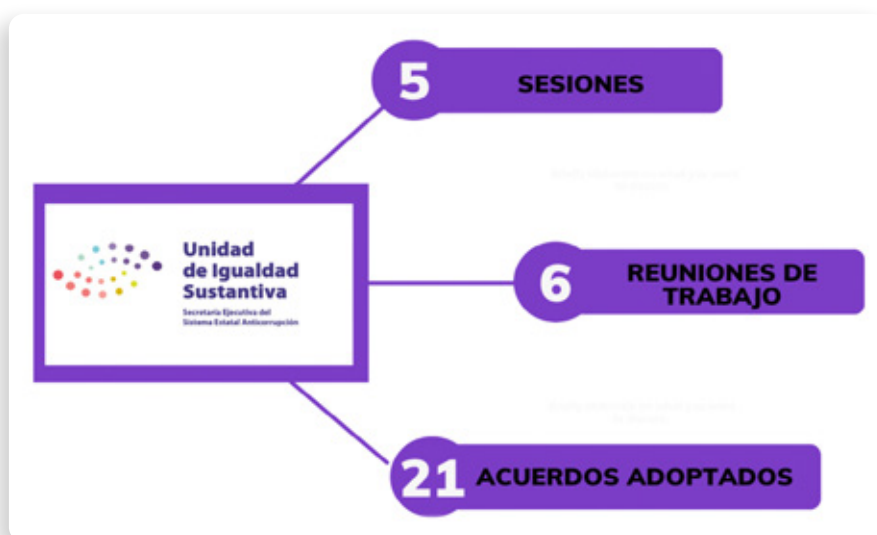 5
SESIONES
Unidad
de Igualdad
Sustantiva
Secretaría Ejecutiva del
Sistema Estatal Anticorrupción
6
REUNIONES DE
TRABAJO
21
ACUERDOS ADOPTADOS